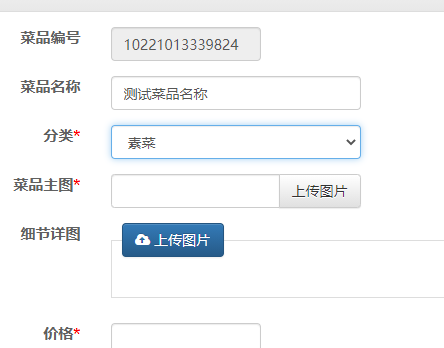 菜品编号 10221013339824
菜品名称 测试菜品名称
分类* 素菜
菜品主图* 上传图片
细节详图 上传图片
价格*